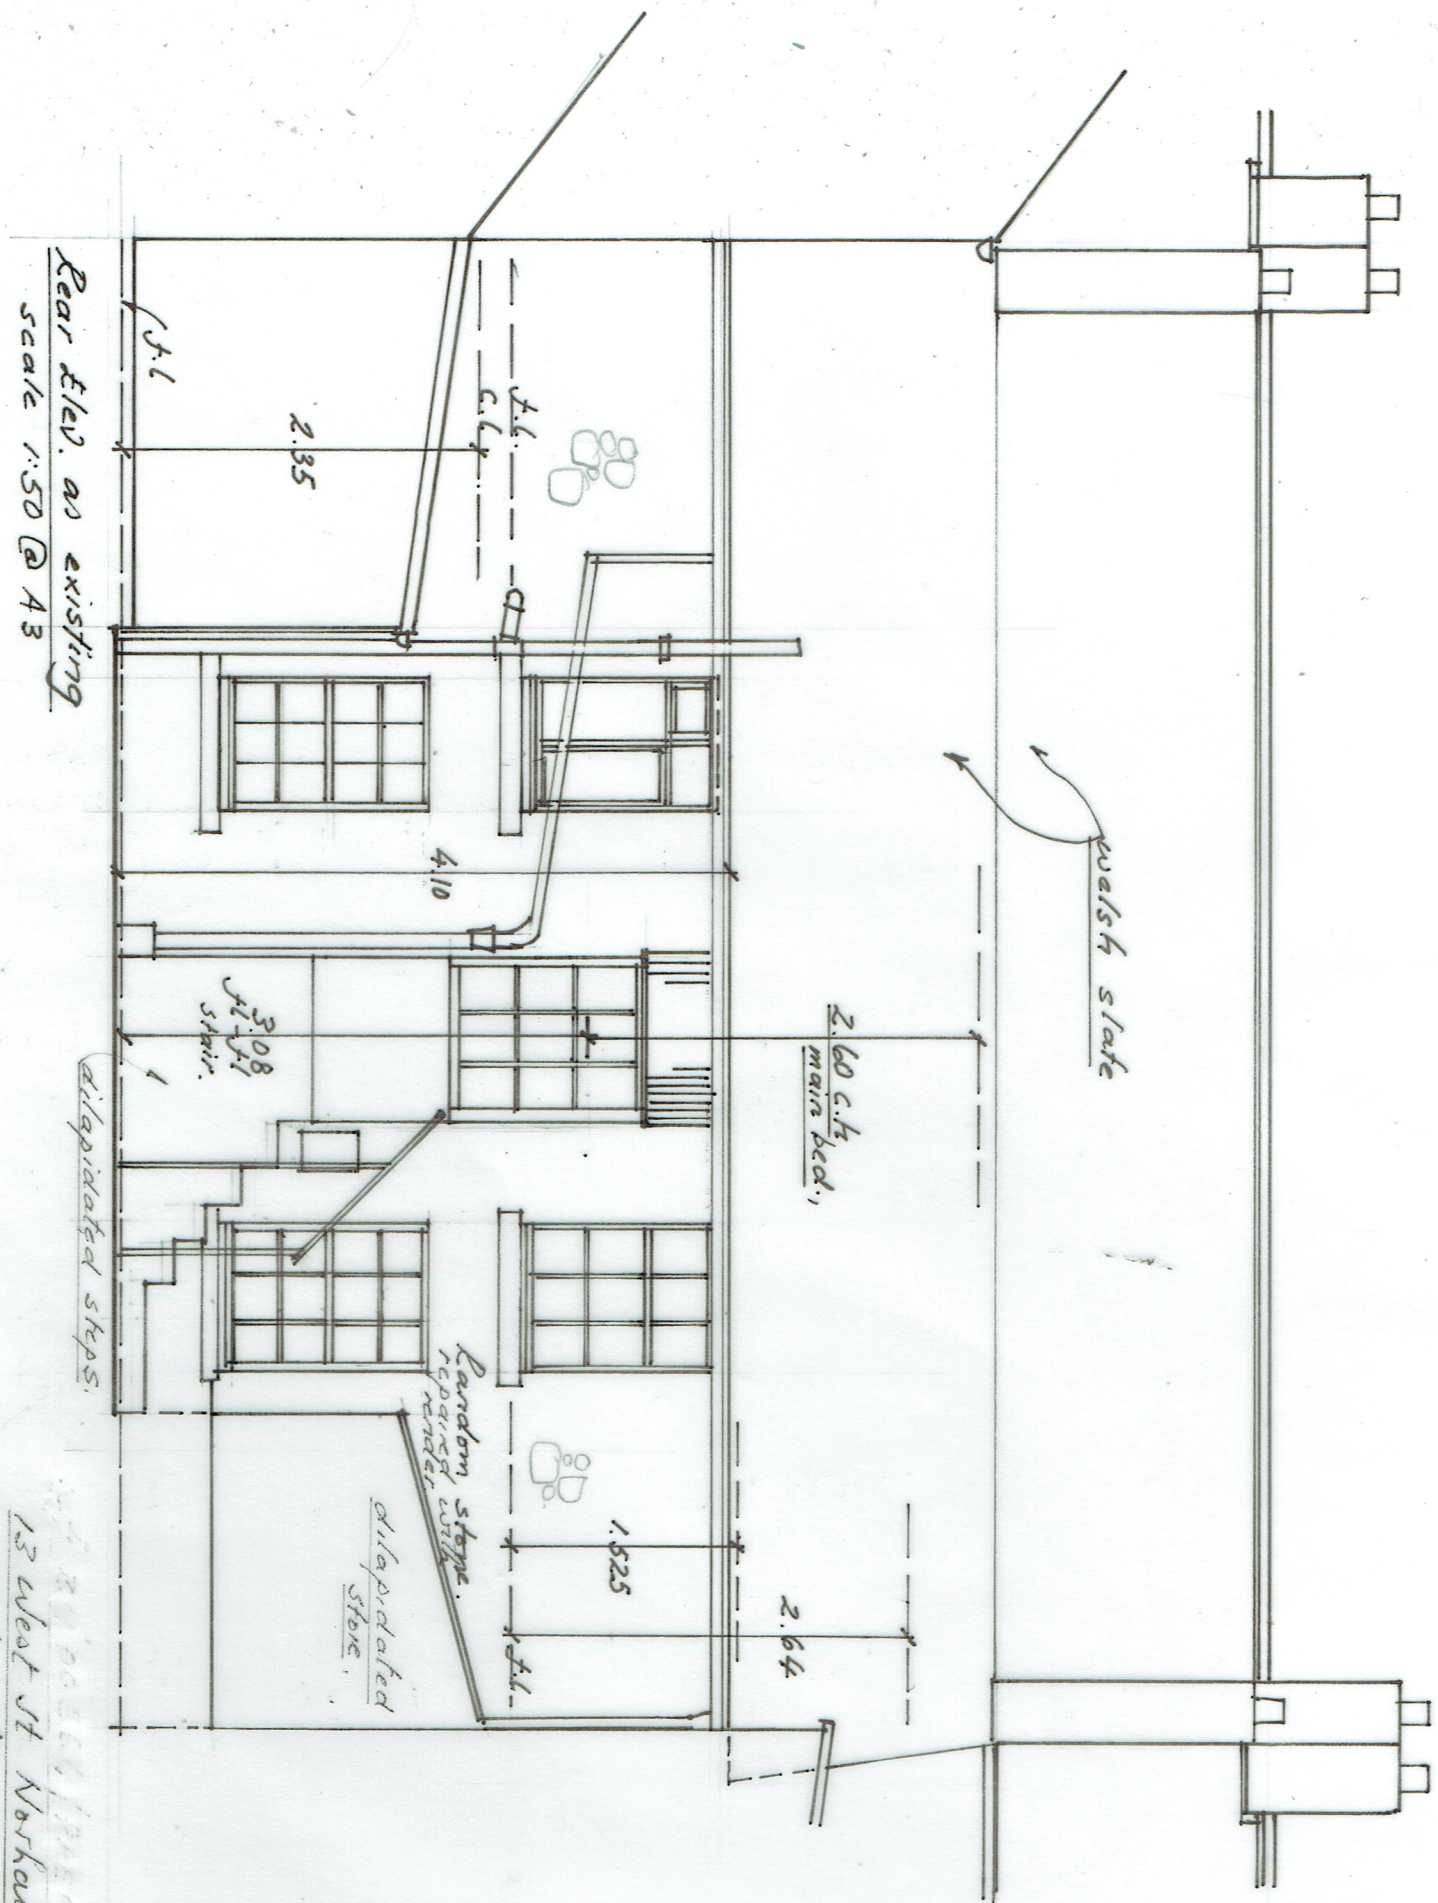 welsh slate
2.60 c.h
main bed.,
2.64
1.525
f.l
f.l.
c.l.
2.35
f.l
4.10
3.08
fl-fl
stair.
Random stone.
repaired with
render
dilapidated
store.
dilapidated steps.
Rear Elev. as existing
scale 1:50 @ A3
13 West St Norha